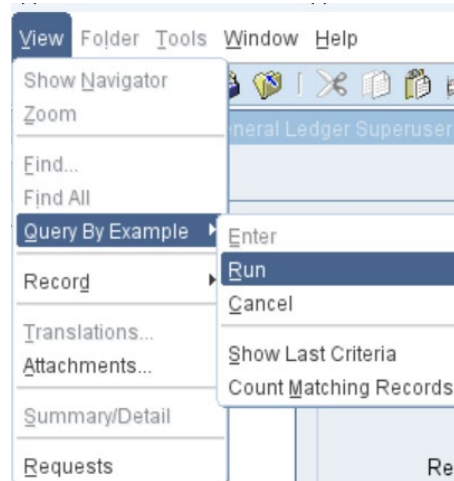 View Folder Tools Window Help
Show Navigator
Zoom
eneral Ledger Superuser
Find...
Find All
Query By Example
Enter
Run
Record
Cancel
Translations...
Show Last Criteria
Attachments...
Count Matching Records
Summary/Detail
Requests
Re